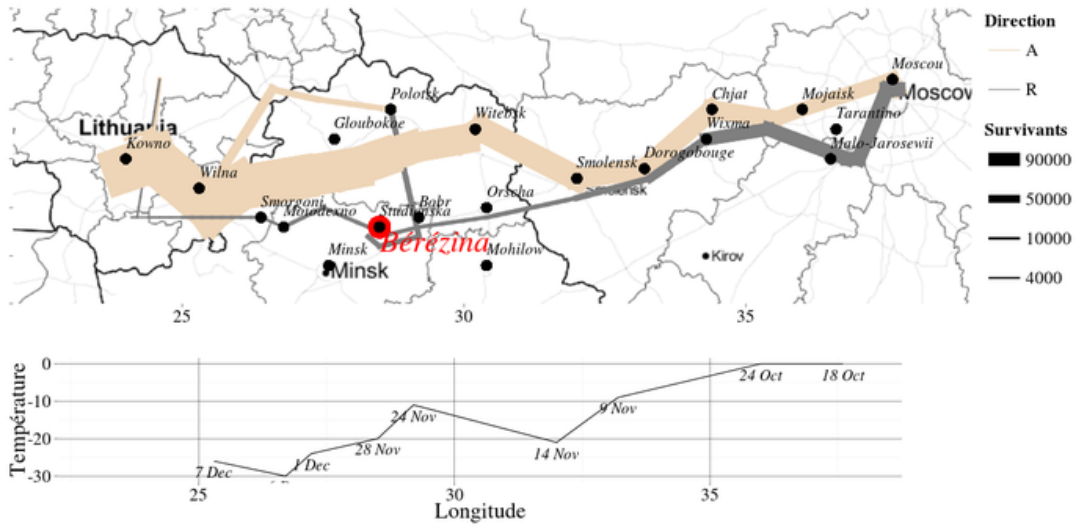 Direction
A
R
Survivants
90000
50000
10000
4000
Moscou
Moscow
Polotsk
Chjat
Mojaisk
Tarantino
Witebsk
Wixma
Gloubokoe
Lithuania
Kowno
Malo-Jarosewii
Dorogobouge
Smolensk
Wilna
Orscha
Smorgoni
Bobr
Molodexno
Studianska
Bérézina
Minsk
Mohilow
Minsk
Kirov
25
30
35
0
-10
-20
-30
Température
24 Oct
18 Oct
9 Nov
24 Nov
14 Nov
28 Nov
1 Dec
7 Dec
25
30
35
Longitude